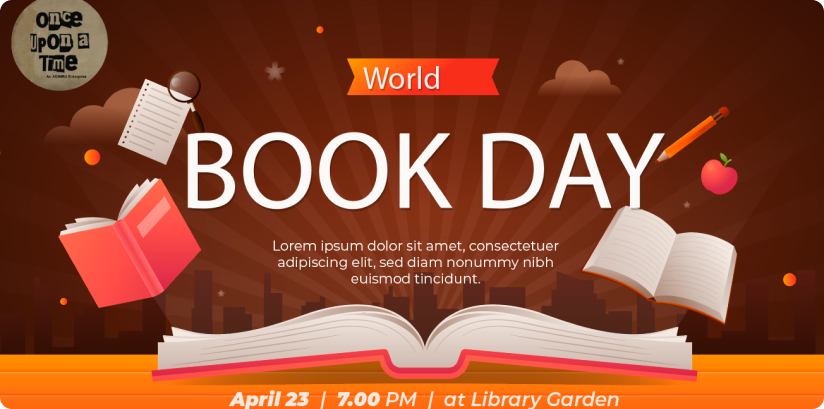 Once
Upon a
Time
World
BOOK DAY
Lorem ipsum dolor sit amet, consectetuer
adipiscing elit, sed diam nonummy nibh
euismod tincidunt.
April 23 | 7.00 PM | at Library Garden